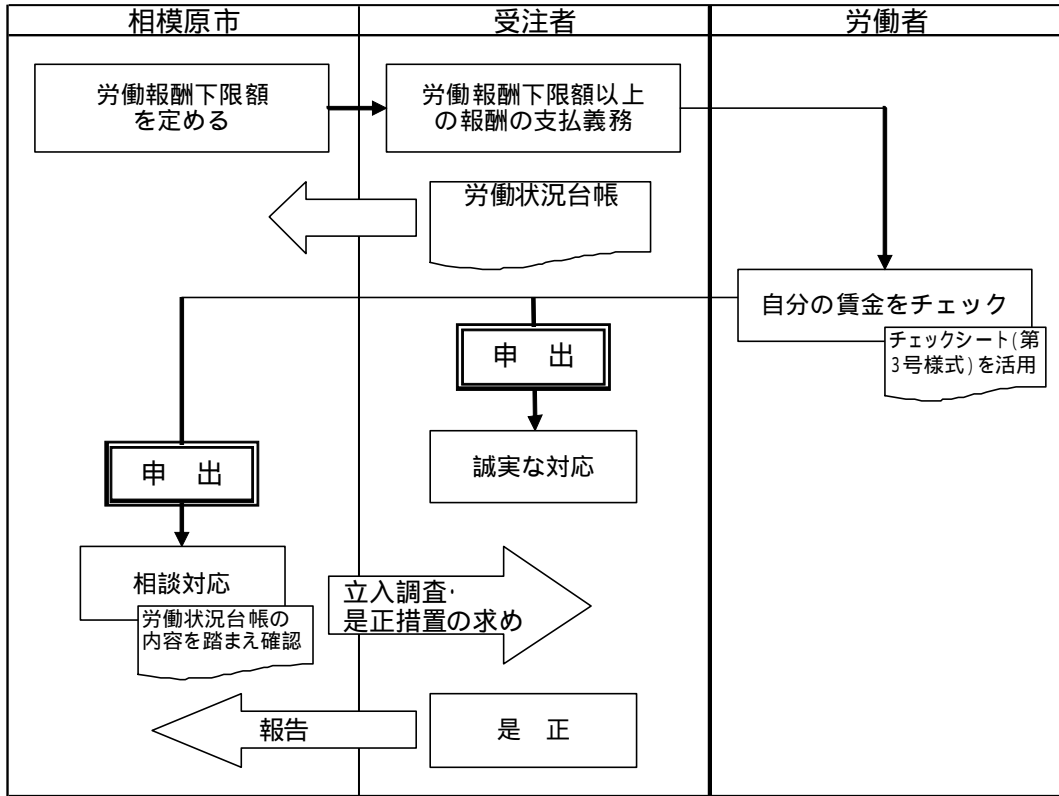 相模原市
受注者
労働者
労働報酬下限額
を定める
労働報酬下限額以上
の報酬の支払義務
労働状況台帳
自分の賃金をチェック
チェックシート(第
3号様式)を活用
申　出
誠実な対応
申　出
相談対応
労働状況台帳の
内容を踏まえ確認
立入調査・
是正措置の求め
報告
是　正